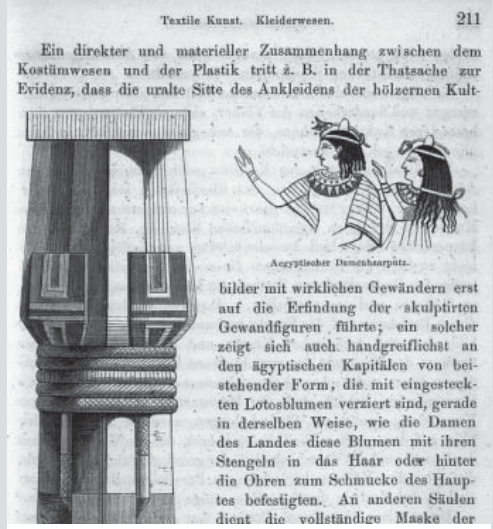 Textile Kunst. Kleiderwesen.
211
Ein direkter und materieller Zusammenhang zwischen dem
Kostümwesen und der Plastik tritt z. B. in der Thatsache zur
Evidenz, dass die uralte Sitte des Ankleidens der hölzernen Kult-
Aegyptischer Damenhaarputz.
bilder mit wirklichen Gewändern erst
auf die Erfindung der skulptirten
Gewandfiguren führte; ein solcher
zeigt sich auch handgreiflichst an
den ägyptischen Kapitälen von bei-
stehender Form, die mit eingesteck-
ten Lotosblumen verziert sind, gerade
in derselben Weise, wie die Damen
des Landes diese Blumen mit ihren
Stengeln in das Haar oder hinter
die Ohren zum Schmucke des Haup-
tes befestigten. An anderen Säulen
dient die vollständige Maske der